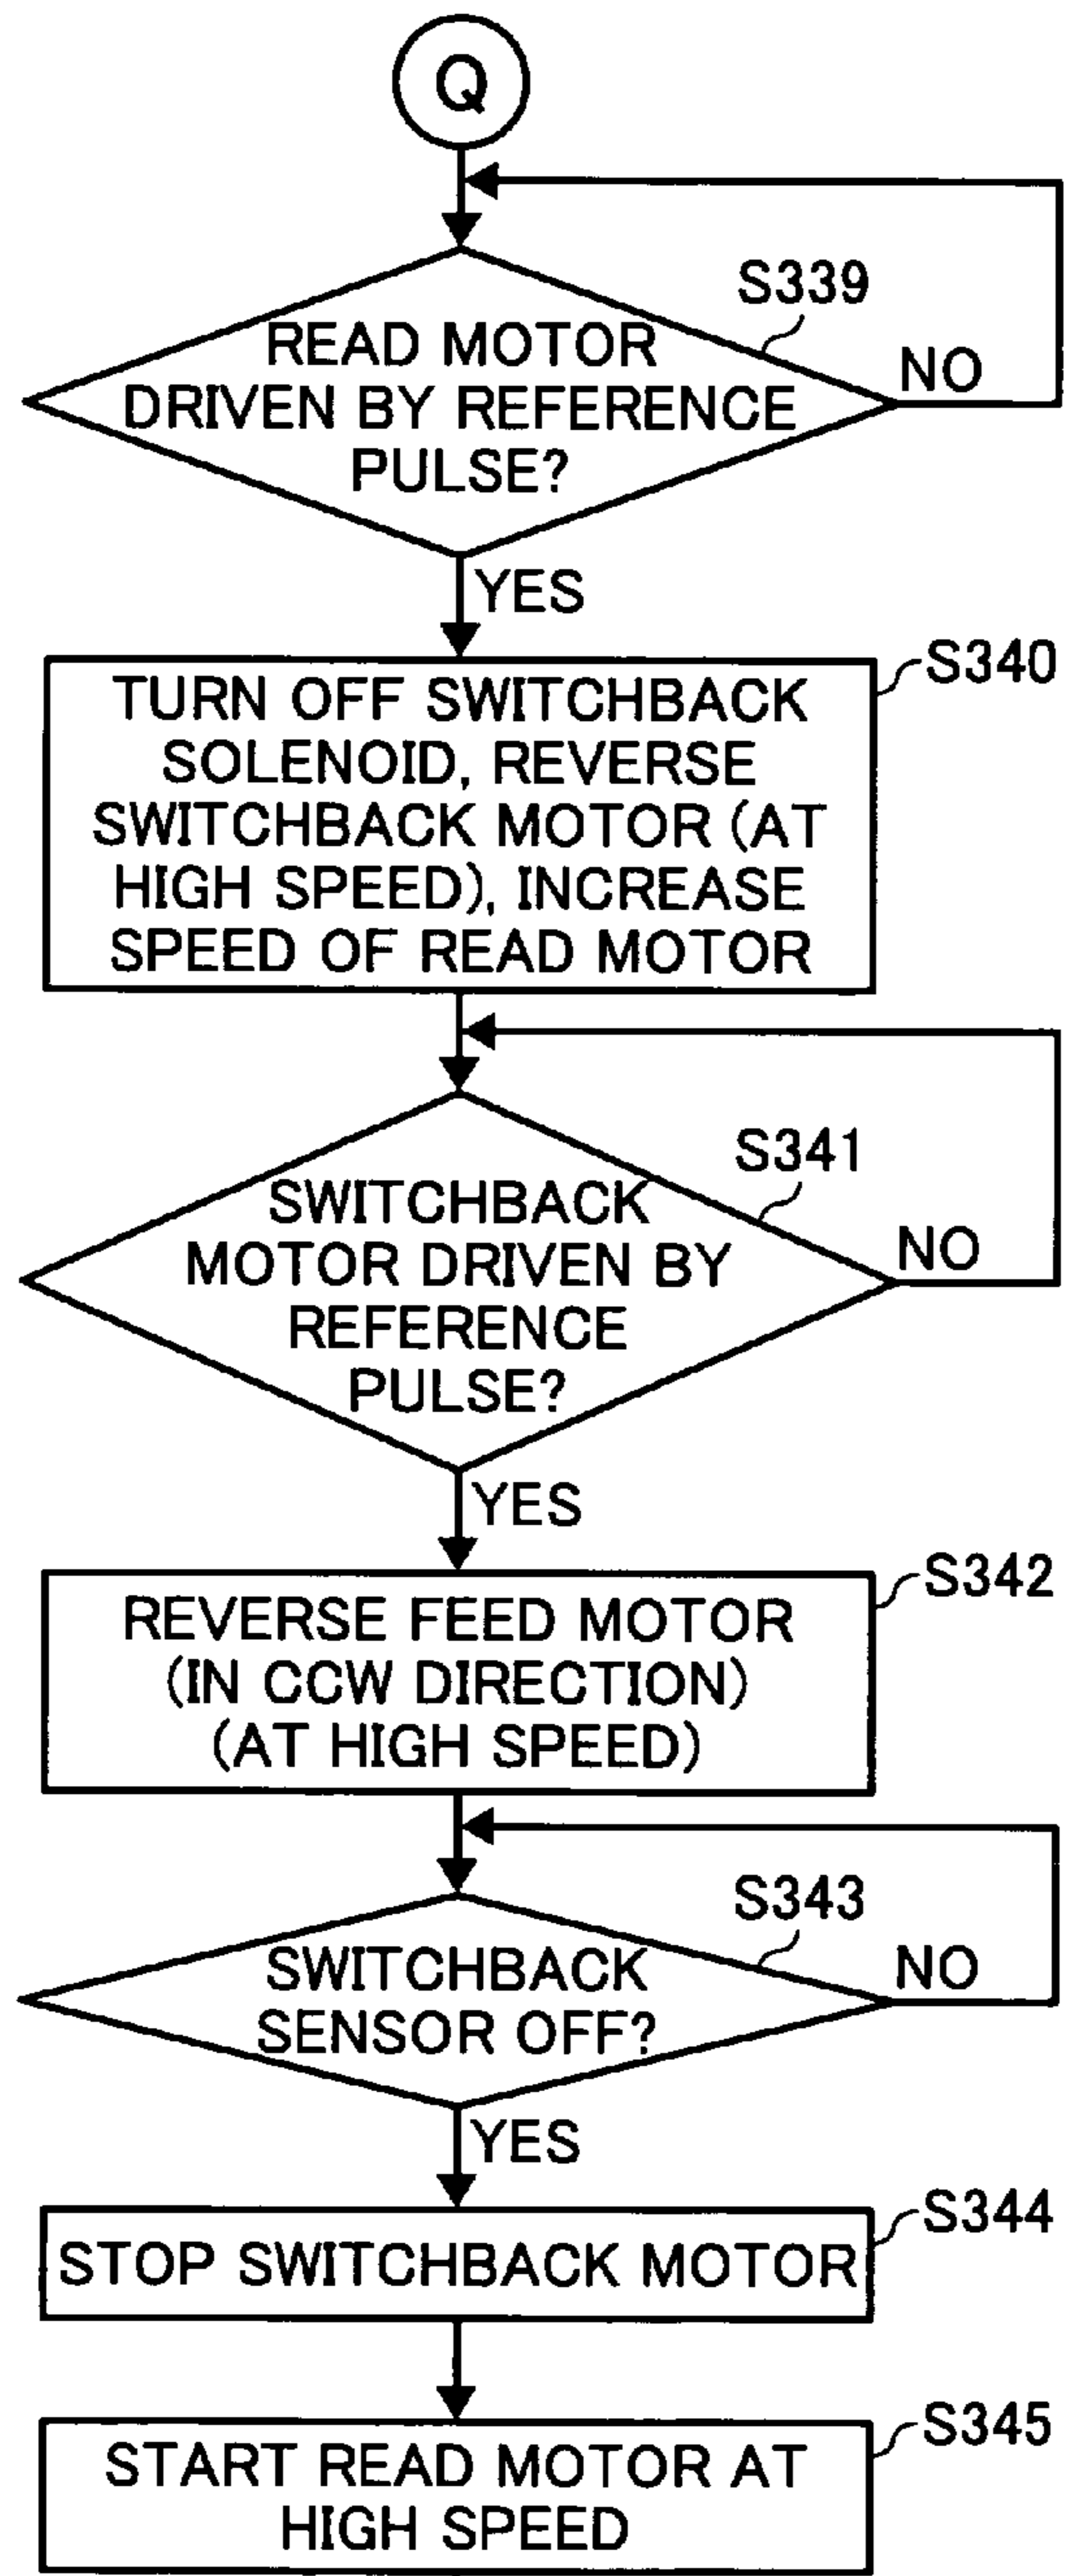 Q
S339
READ MOTOR
DRIVEN BY REFERENCE
PULSE?
NO
YES
S340
TURN OFF SWITCHBACK
SOLENOID, REVERSE
SWITCHBACK MOTOR (AT
HIGH SPEED), INCREASE
SPEED OF READ MOTOR
S341
SWITCHBACK
MOTOR DRIVEN BY
REFERENCE
PULSE?
NO
YES
S342
REVERSE FEED MOTOR
(IN CCW DIRECTION)
(AT HIGH SPEED)
S343
SWITCHBACK
SENSOR OFF?
NO
YES
S344
STOP SWITCHBACK MOTOR
S345
START READ MOTOR AT
HIGH SPEED